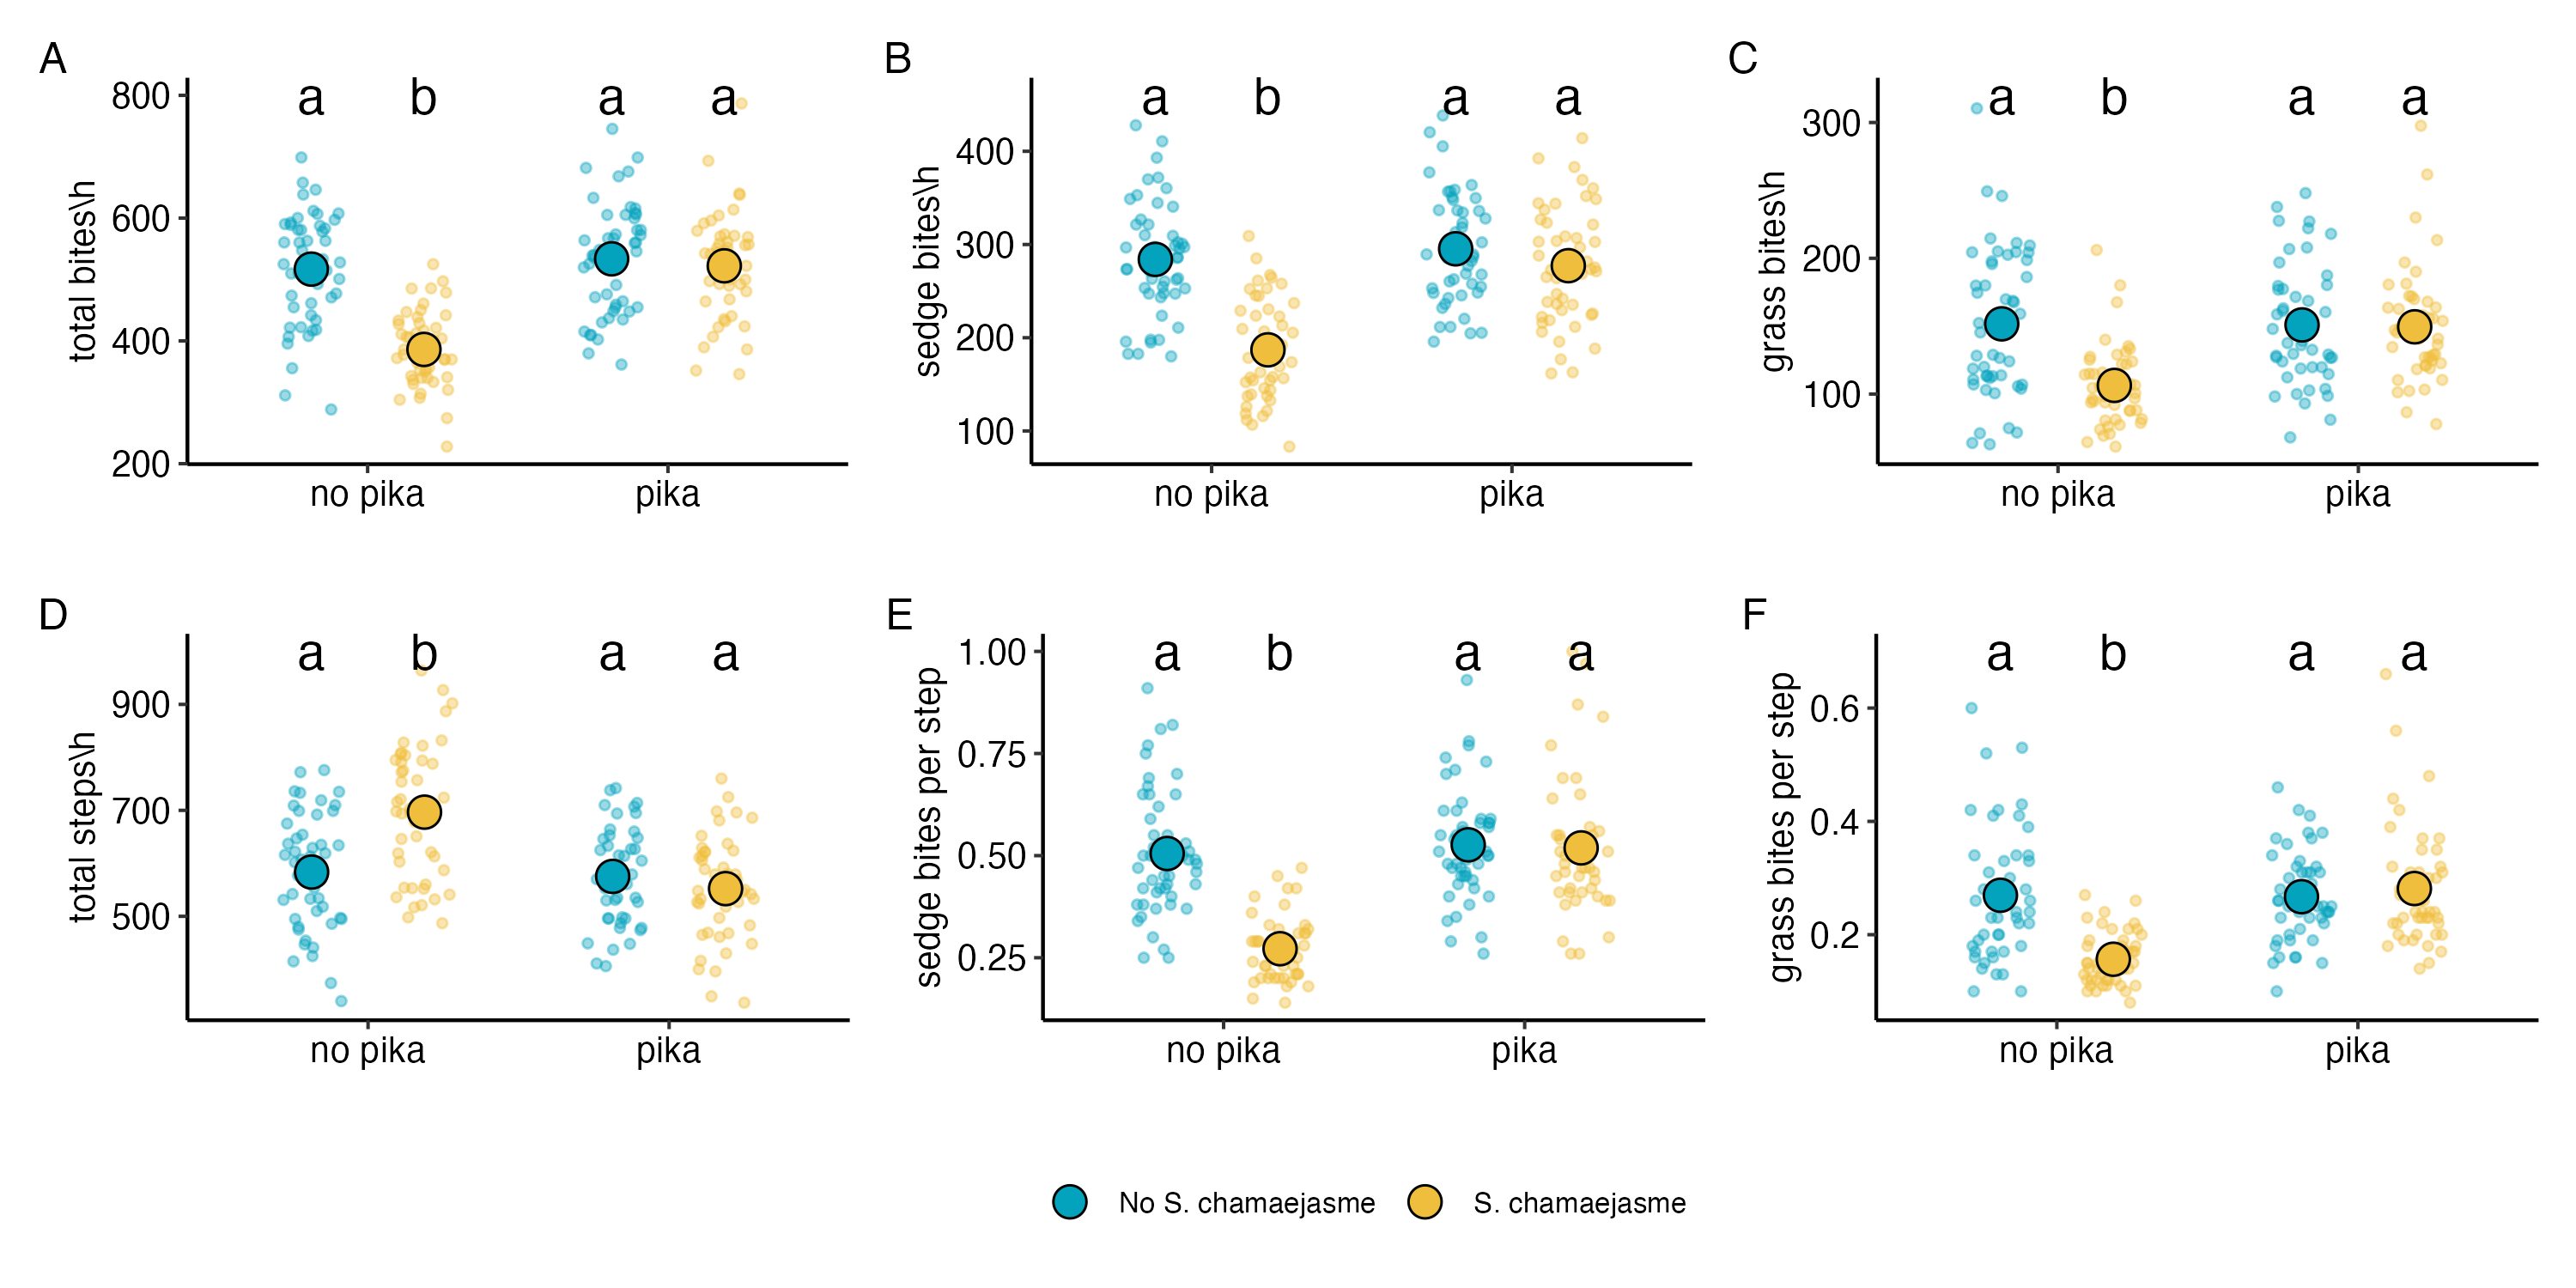 A
B
C
a b a a
a b a a
a b a a
total bites\h
800
600
400
200
sedge bites\h
400
300
200
100
grass bites\h
300
200
100
no pika pika
no pika pika
no pika pika
D
E
F
a b a a
a b a a
a b a a
total steps\h
900
700
500
sedge bites per step
1.00
0.75
0.50
0.25
grass bites per step
0.6
0.4
0.2
no pika pika
no pika pika
no pika pika
No S. chamaejasme S. chamaejasme